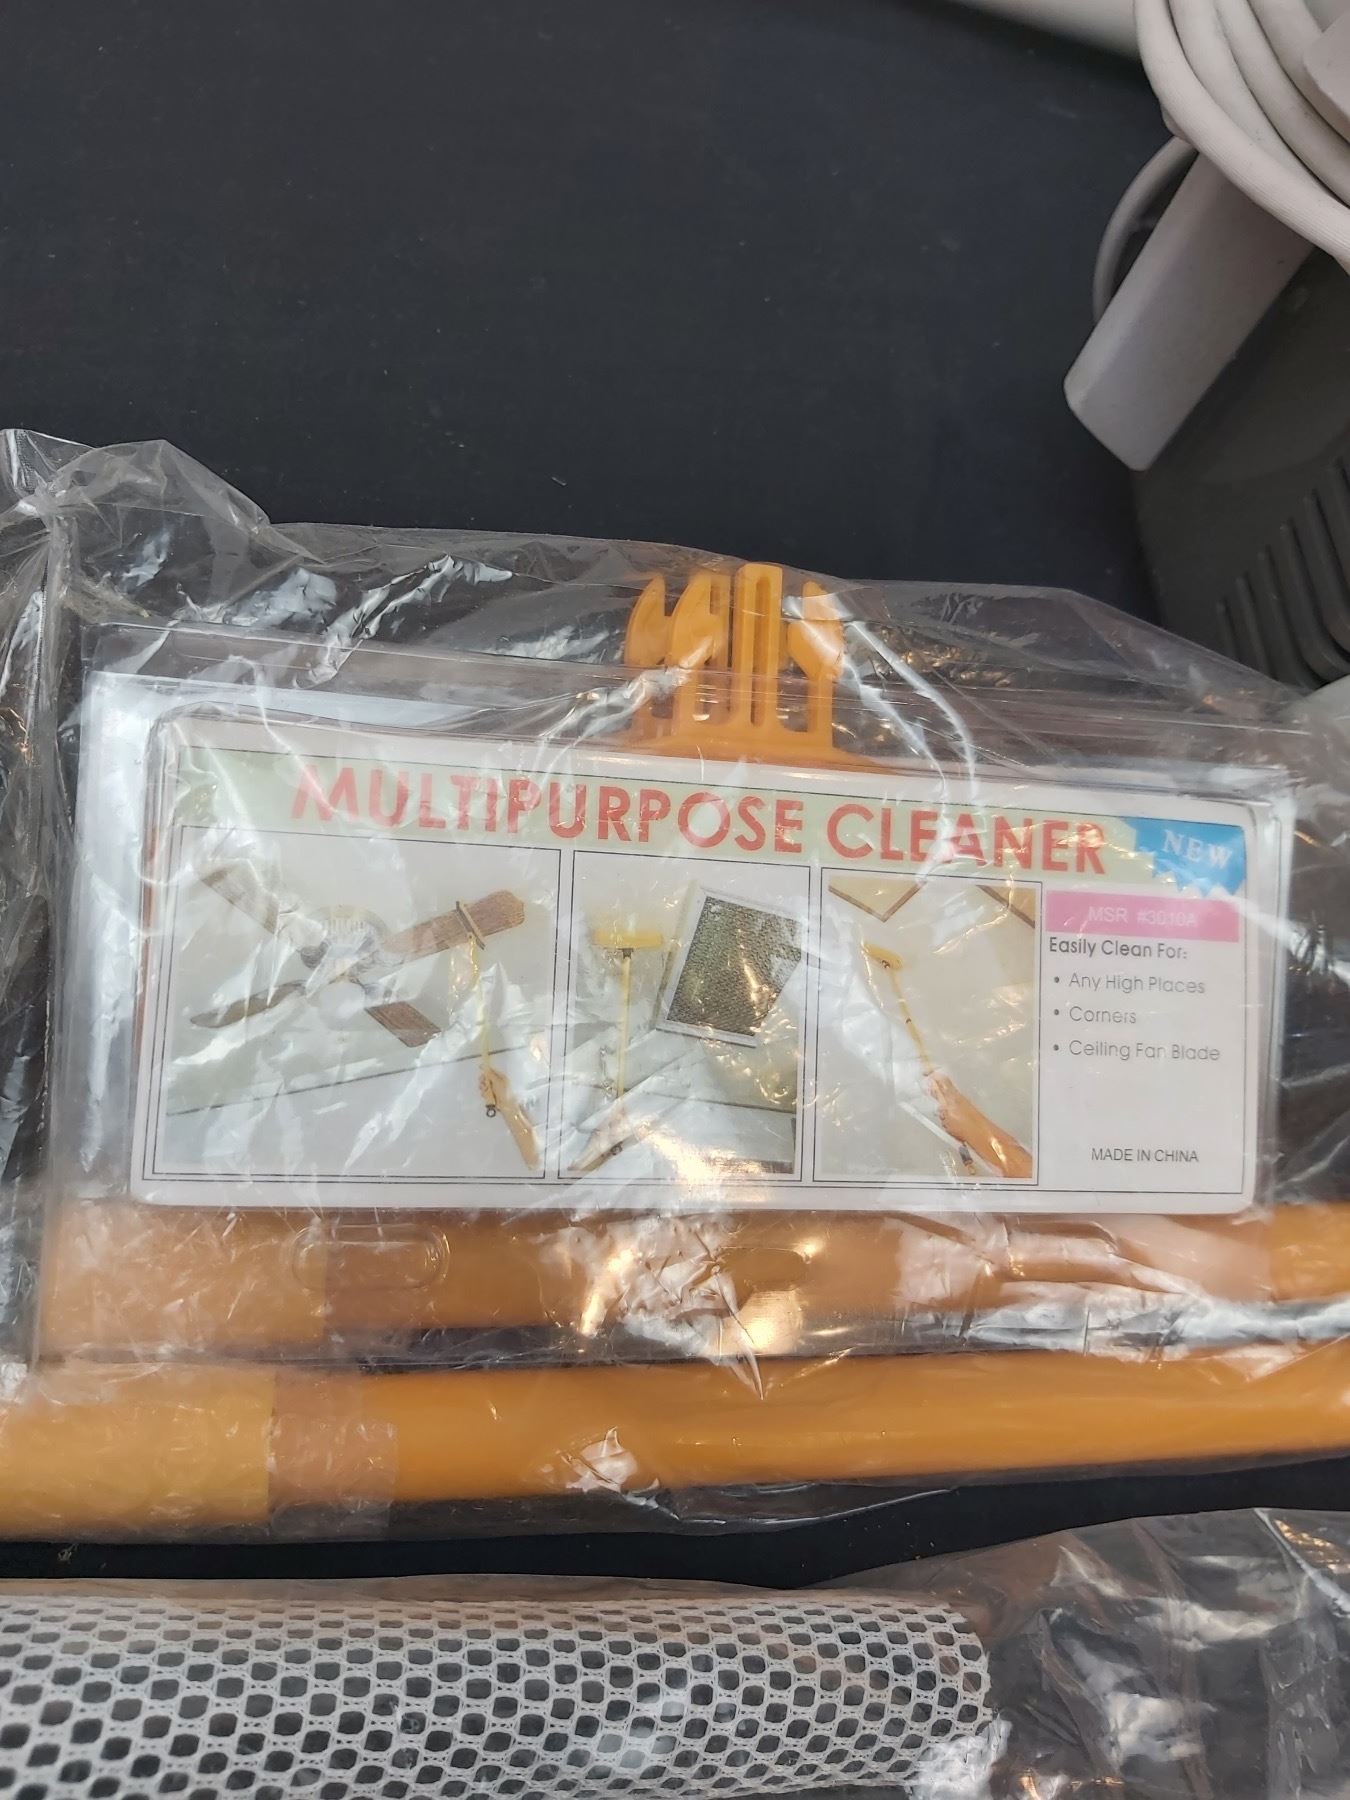 MULTIPURPOSE CLEANER
NEW
MSR #3010A
Easily Clean For:
• Any High Places
• Corners
• Ceiling Fan Blade
MADE IN CHINA